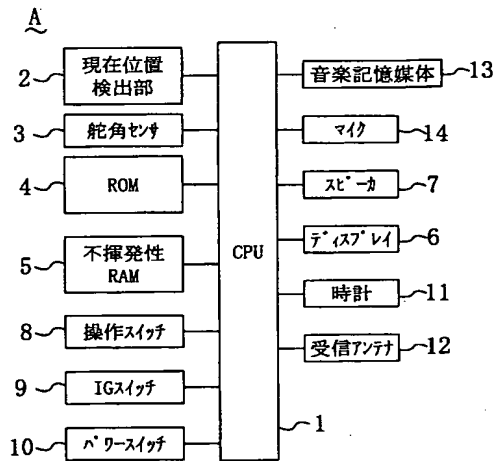 A
2
現在位置
検出部
3
舵角ｾﾝｻ
4
ROM
5
不揮発性
RAM
8
操作ｽｲｯﾁ
9
IGｽｲｯﾁ
10
ﾊﾟﾜｰｽｲｯﾁ
CPU
1
音楽記憶媒体
13
ﾏｲｸ
14
ｽﾋﾟｰｶ
7
ﾃﾞｨｽﾌﾟﾚｲ
6
時計
11
受信ｱﾝﾃﾅ
12